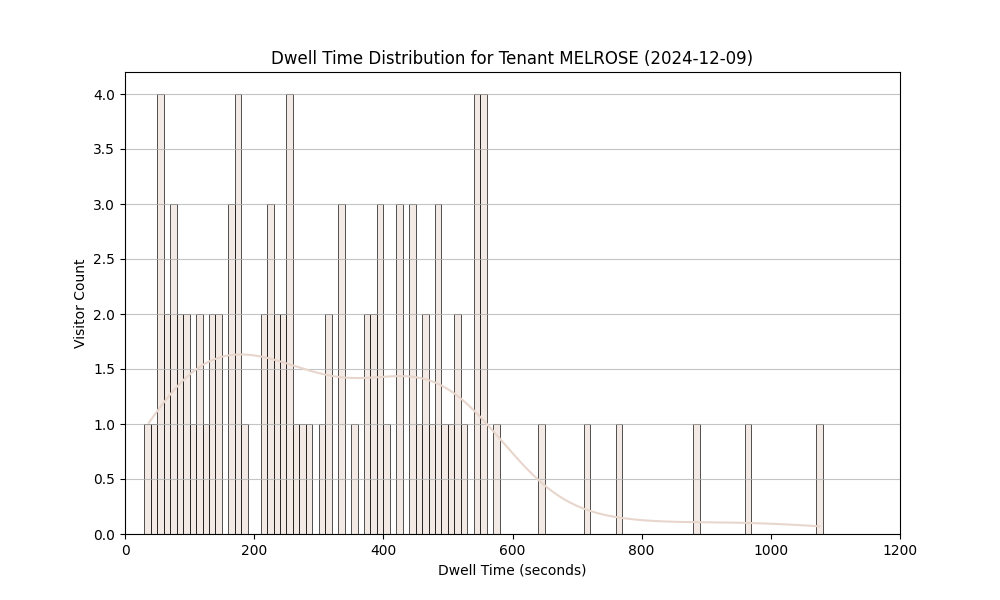 Dwell Time Distribution for Tenant MELROSE (2024-12-09)
4.0
3.5
3.0
2.5
2.0
1.5
1.0
0.5
0.0
Visitor Count
0 200 400 600 800 1000 1200
Dwell Time (seconds)